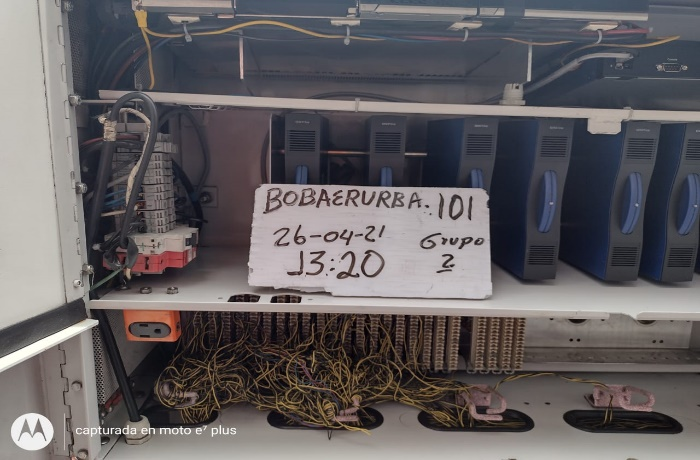 BOBAERURBA.101
26-04-21 Grupo
13:20 2
capturada en moto e⁷ plus